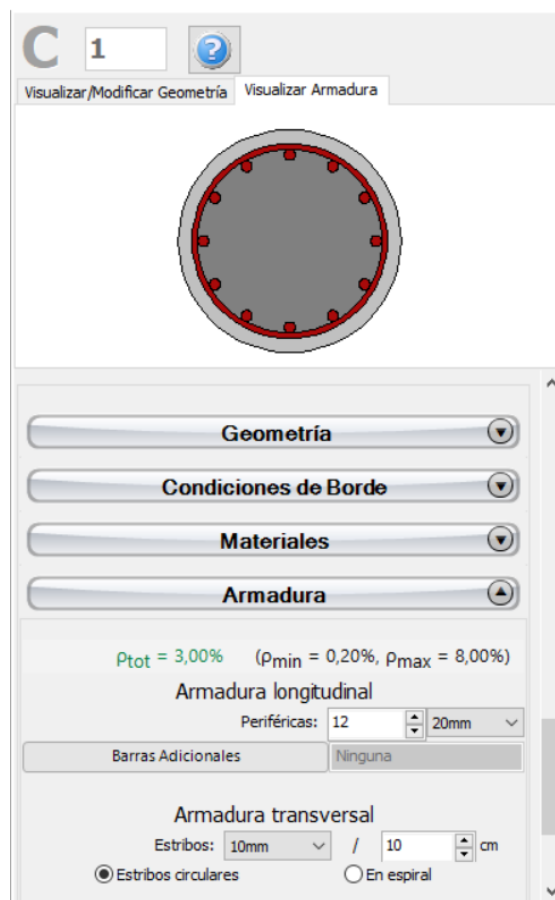 C 1
Visualizar/Modificar Geometría Visualizar Armadura
Geometría
Condiciones de Borde
Materiales
Armadura
ρtot = 3,00% (ρmin = 0,20%, ρmax = 8,00%)
Armadura longitudinal
Periféricas: 12 20mm
Barras Adicionales Ninguna
Armadura transversal
Estribos: 10mm / 10 cm
Estribos circulares En espiral